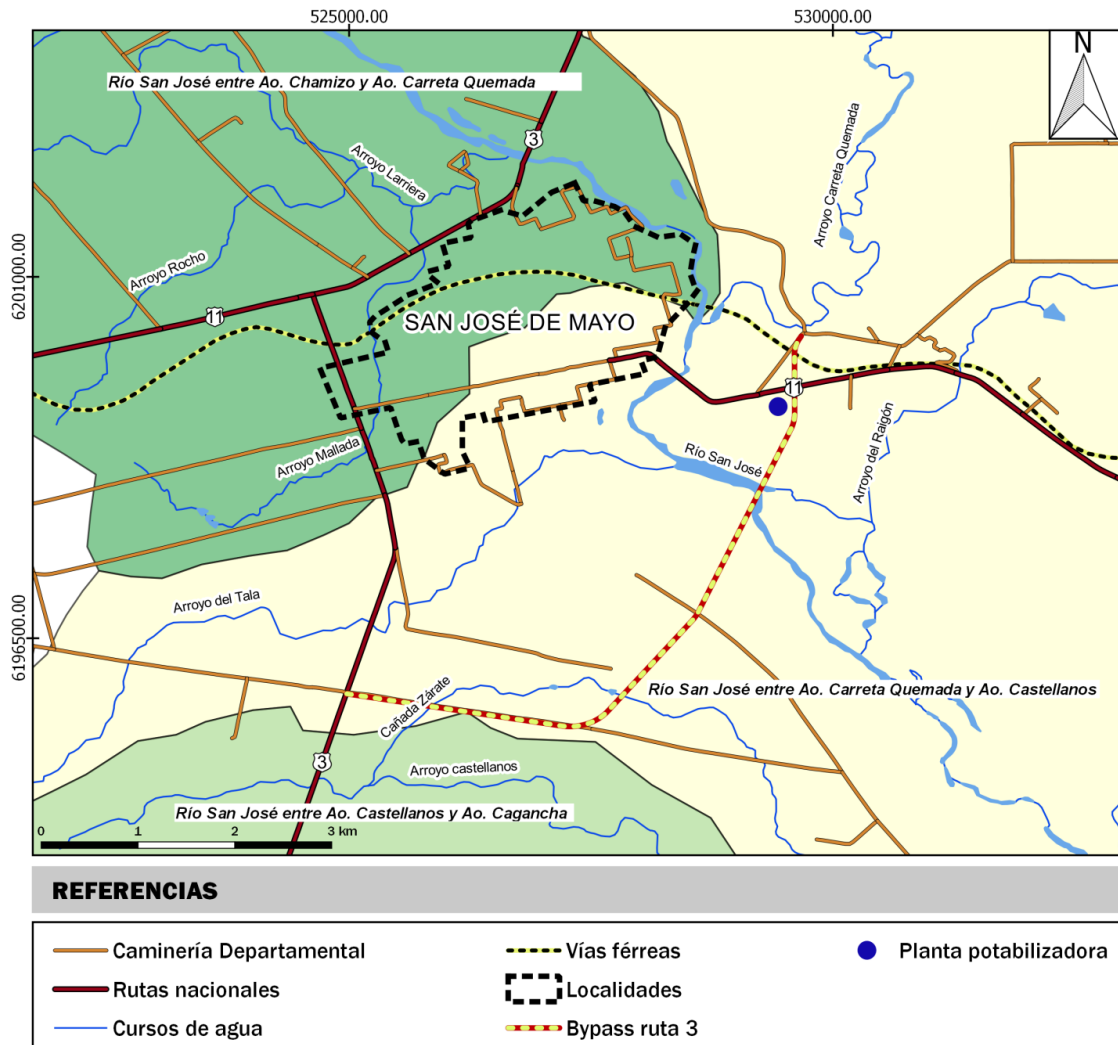 525000.00
530000.00
N
Río San José entre Ao. Chamizo y Ao. Carreta Quemada
3
Arroyo Larriera
Arroyo Carreta Quemada
Arroyo Rocho
6201000.00
11
SAN JOSÉ DE MAYO
11
Arroyo Mallada
Río San José
Arroyo del Raigón
Arroyo del Tala
6196500.00
Río San José entre Ao. Carreta Quemada y Ao. Castellanos
Cañada Zárate
3
Arroyo castellanos
Río San José entre Ao. Castellanos y Ao. Cagancha
0 1 2 3 km
REFERENCIAS
Caminería Departamental
Vías férreas
Planta potabilizadora
Rutas nacionales
Localidades
Cursos de agua
Bypass ruta 3